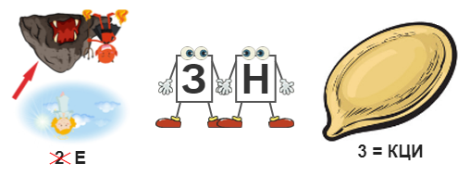 З Н
2 Е
3 = КЦИ